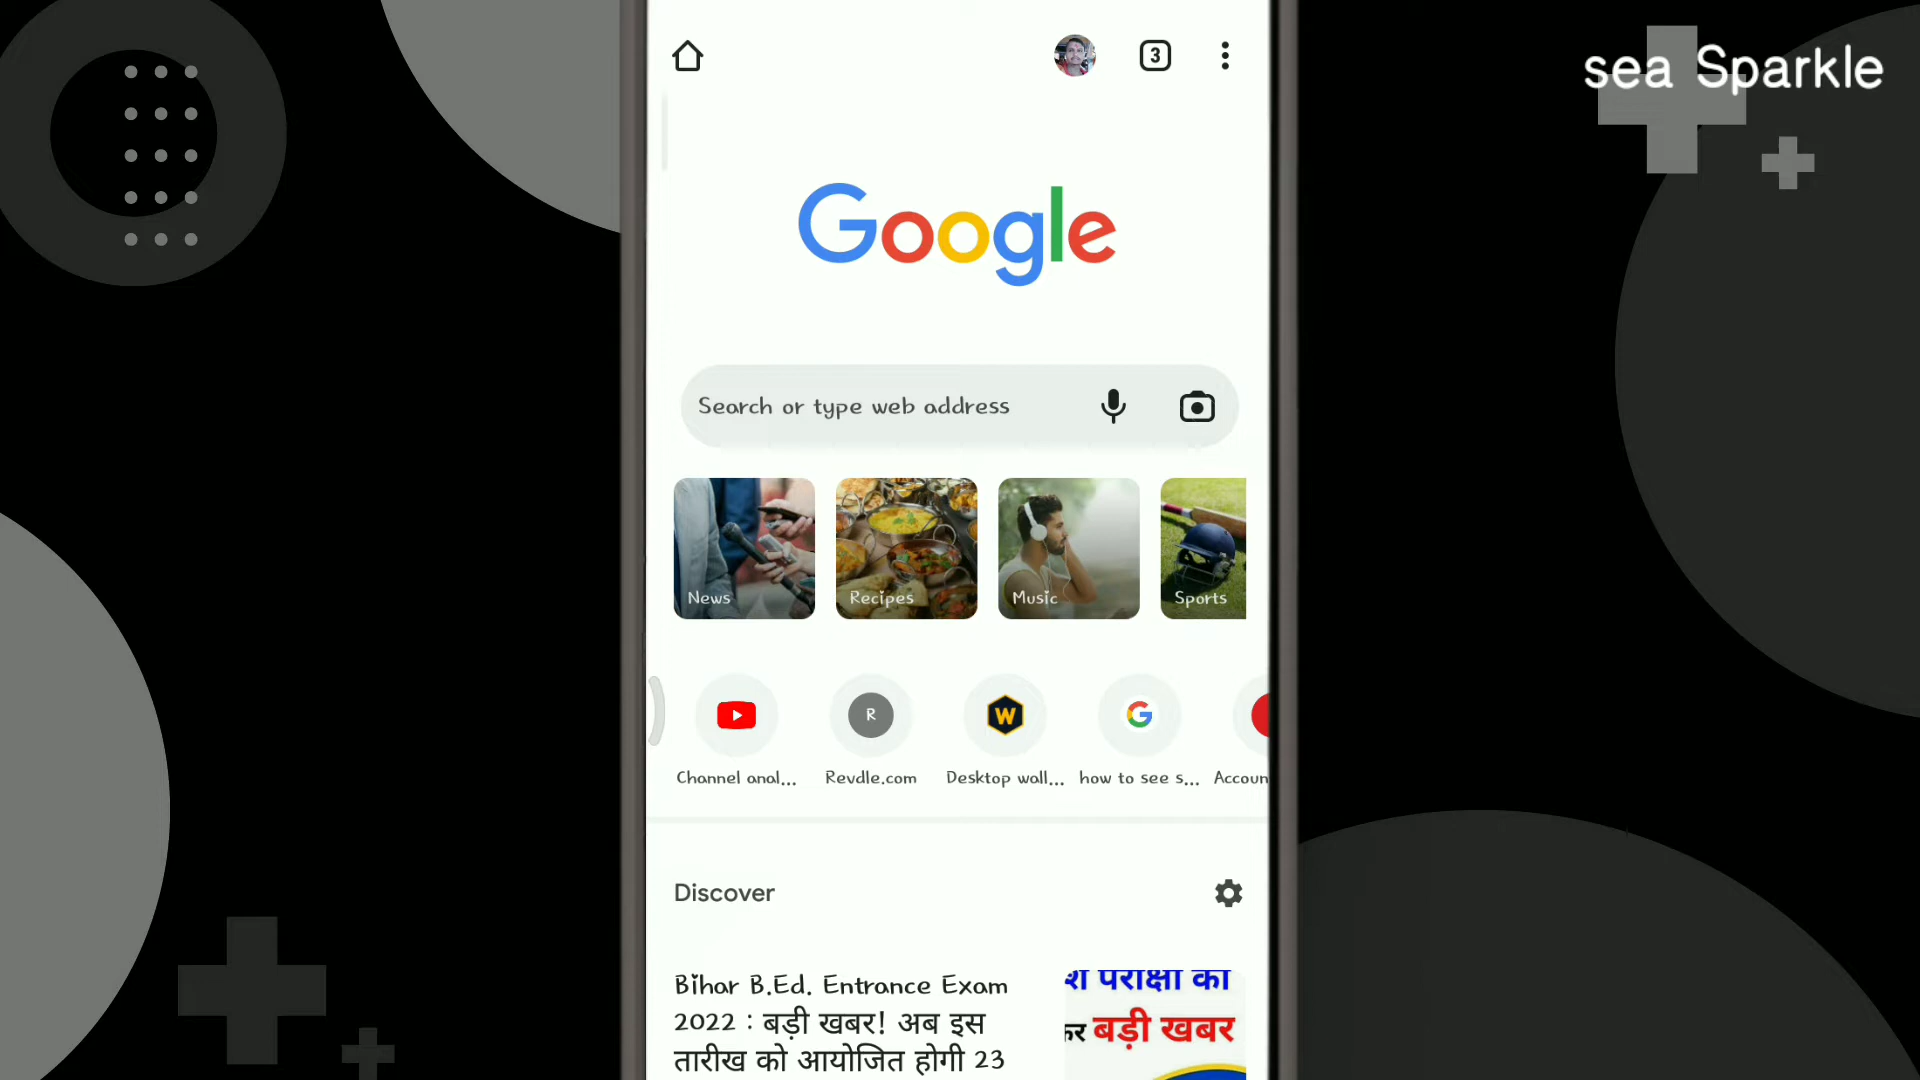 3
sea Sparkle
Google
Search or type web address
News
Recipes
Music
Sports
R
W
G
Channel anal...
Revdle.com
Desktop wall...
how to see s...
Accoun
Discover
Bihar B.Ed. Entrance Exam
2022 : बड़ी खबर! अब इस
तारीख को आयोजित होगी 23
श परीक्षा को
कर बड़ी खबर